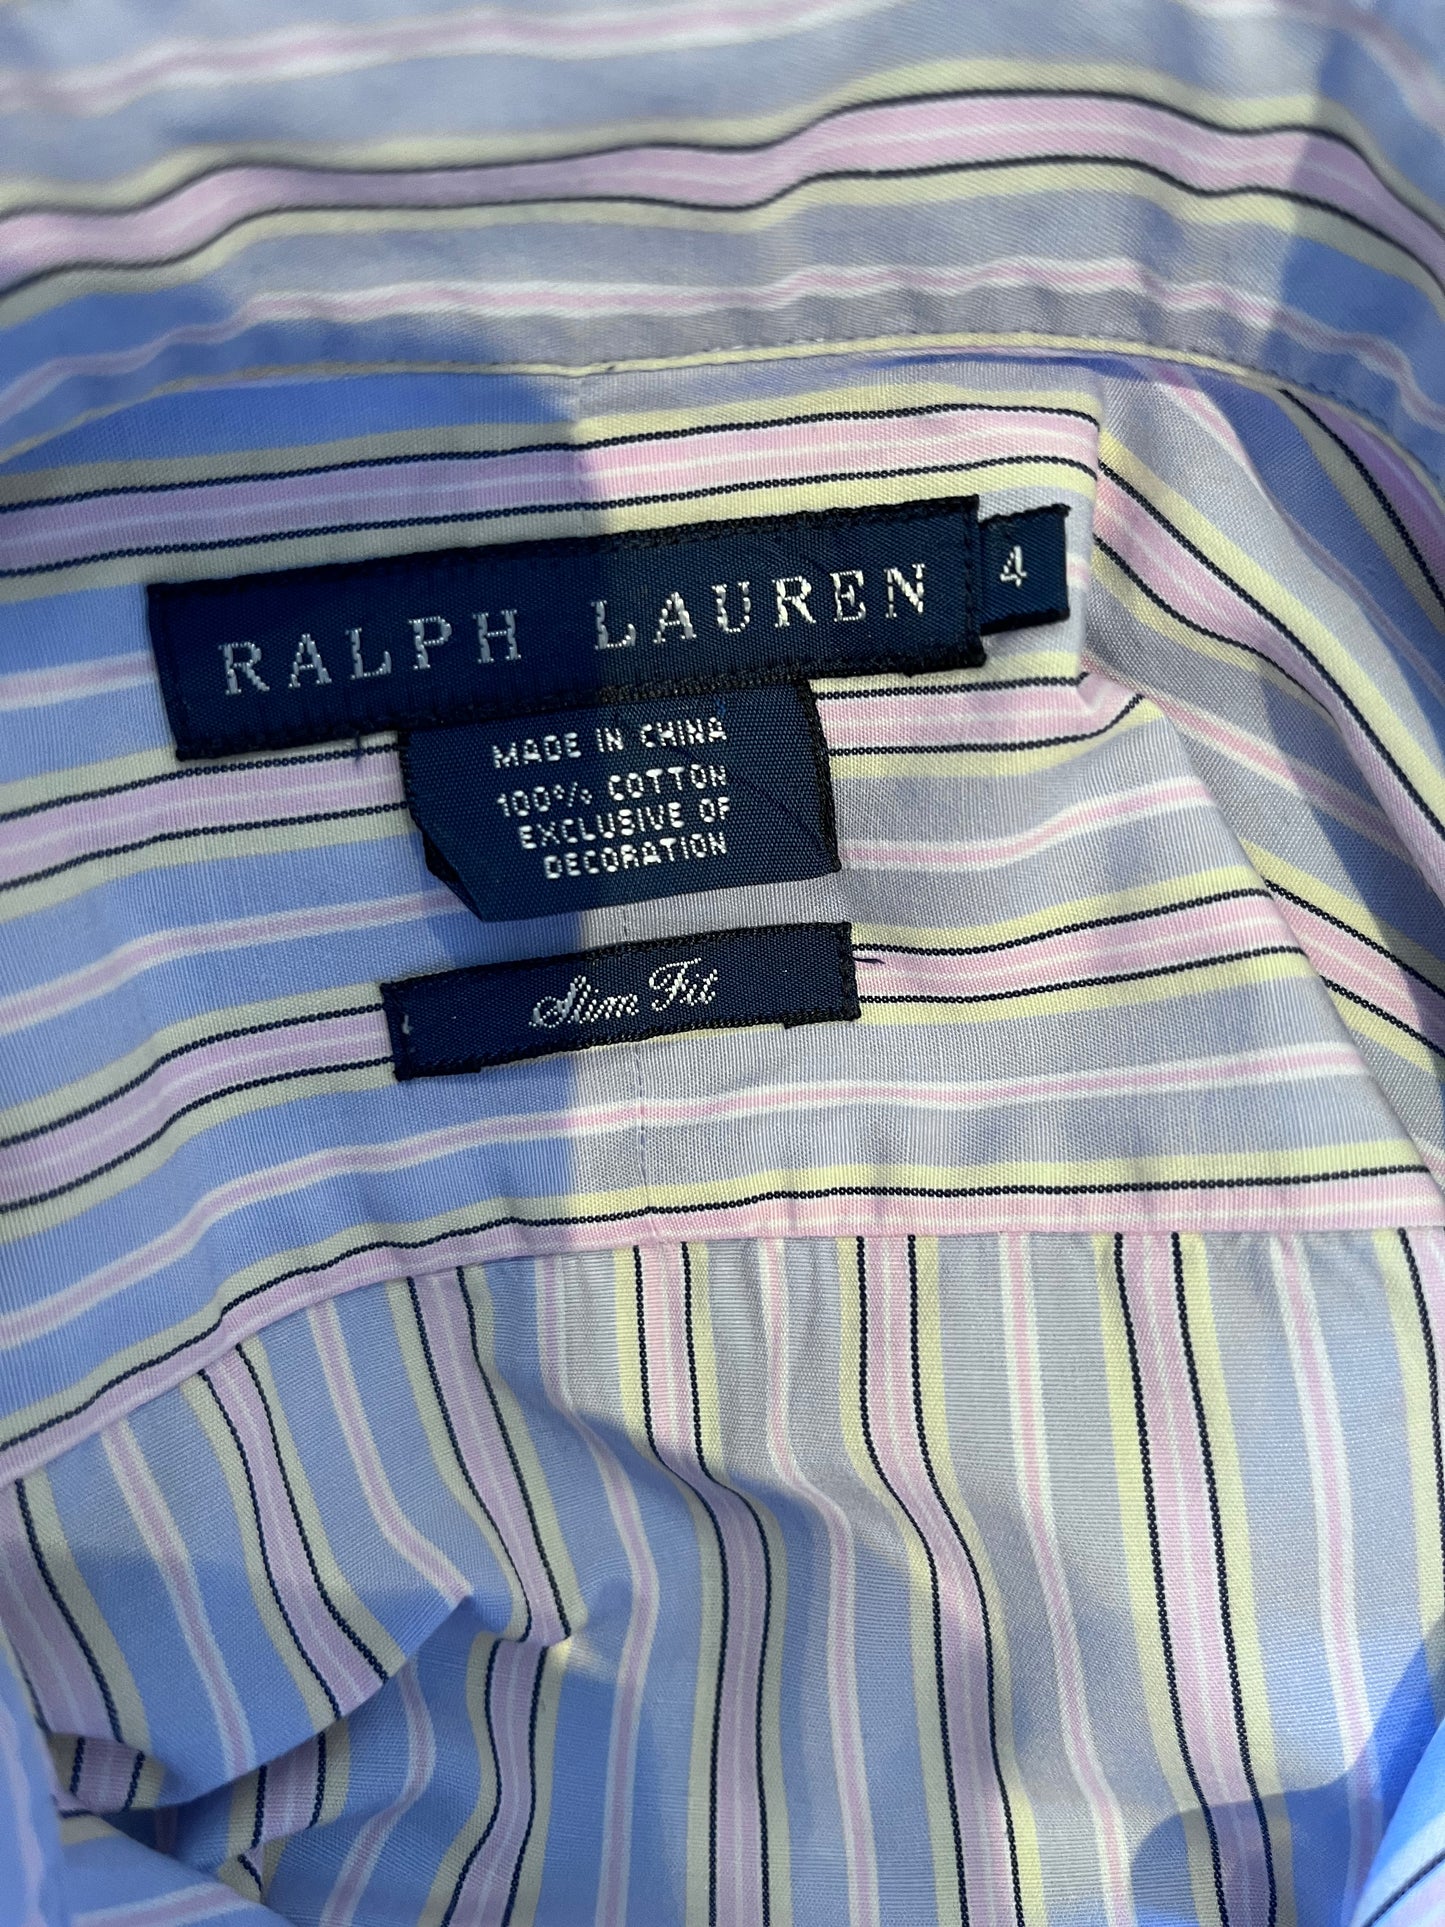 RALPH LAUREN 4
MADE IN CHINA
100% COTTON
EXCLUSIVE OF
DECORATION
Slim Fit